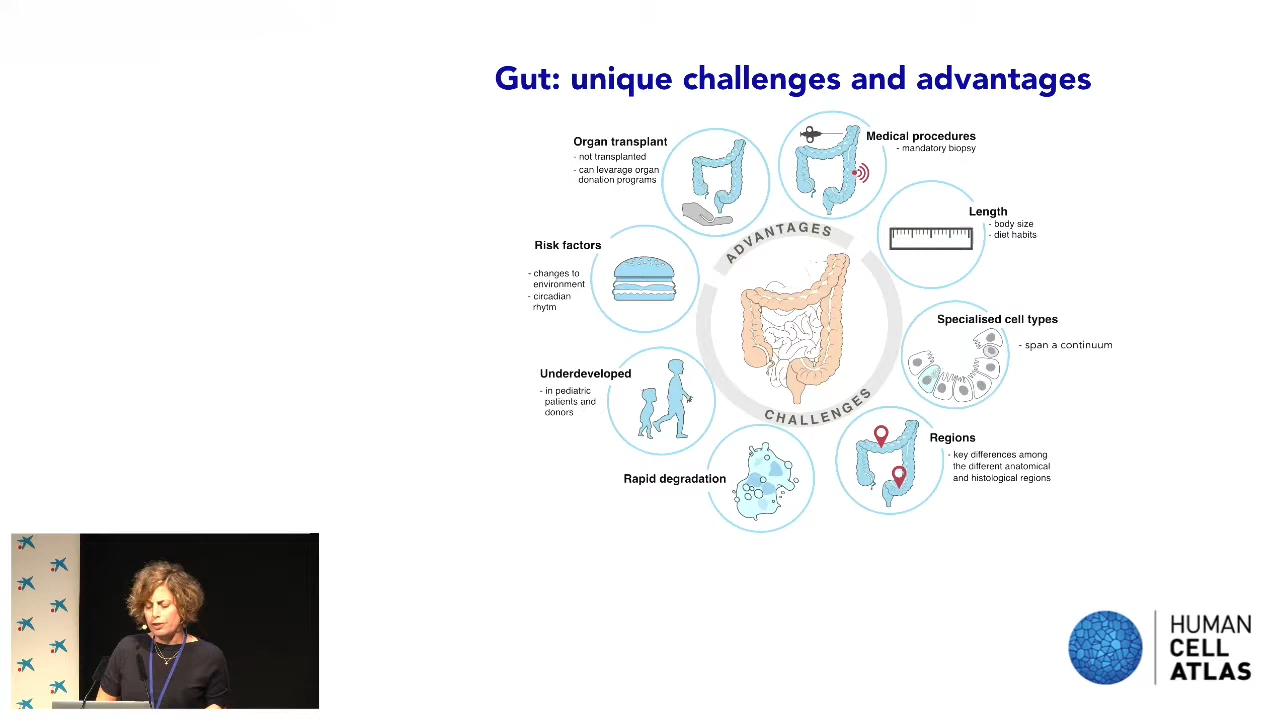 Gut: unique challenges and advantages
Organ transplant
- not transplanted
- can levarage organ
donation programs
Medical procedures
- mandatory biopsy
Length
- body size
- diet habits
Risk factors
- changes to
environment
- circadian
rhytm
ADVANTAGES
Specialised cell types
- span a continuum
Underdeveloped
- in pediatric
patients and
donors
CHALLENGES
Regions
- key differences among
the different anatomical
and histological regions
Rapid degradation
HUMAN
CELL
ATLAS